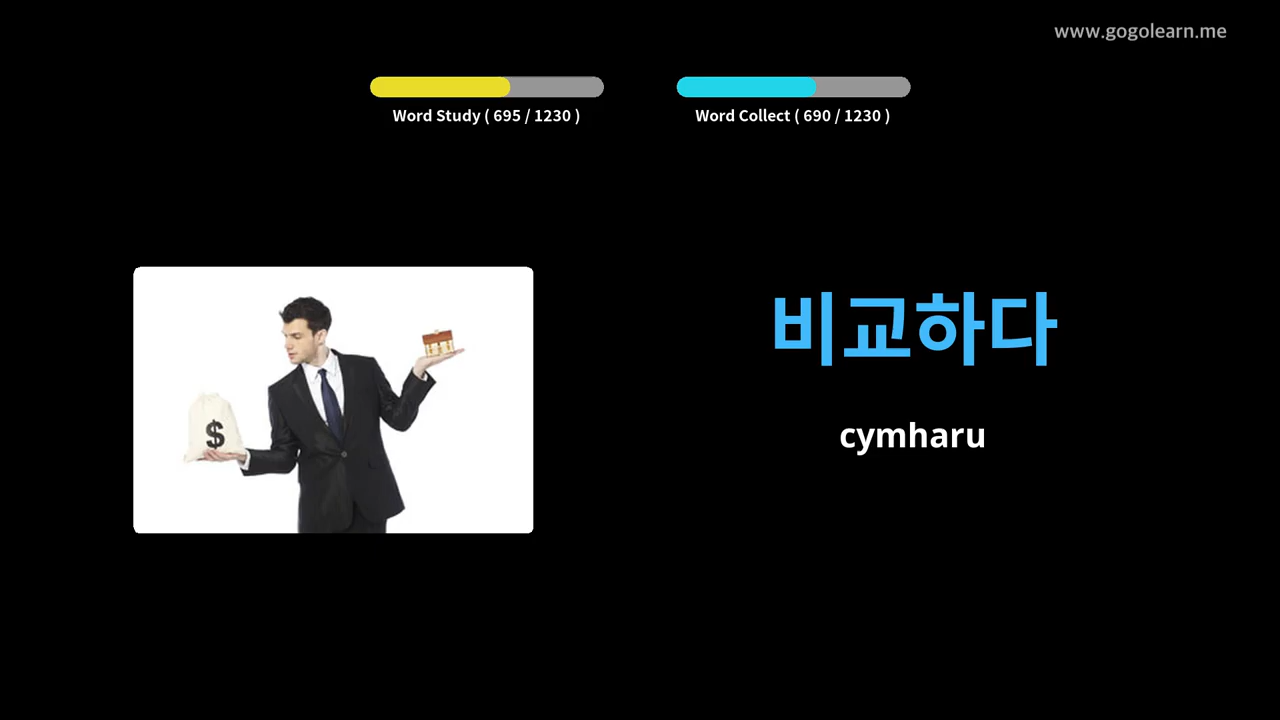 www.gogolearn.me
Word Study ( 695 / 1230 )
Word Collect ( 690 / 1230 )
비교하다
cymharu
$